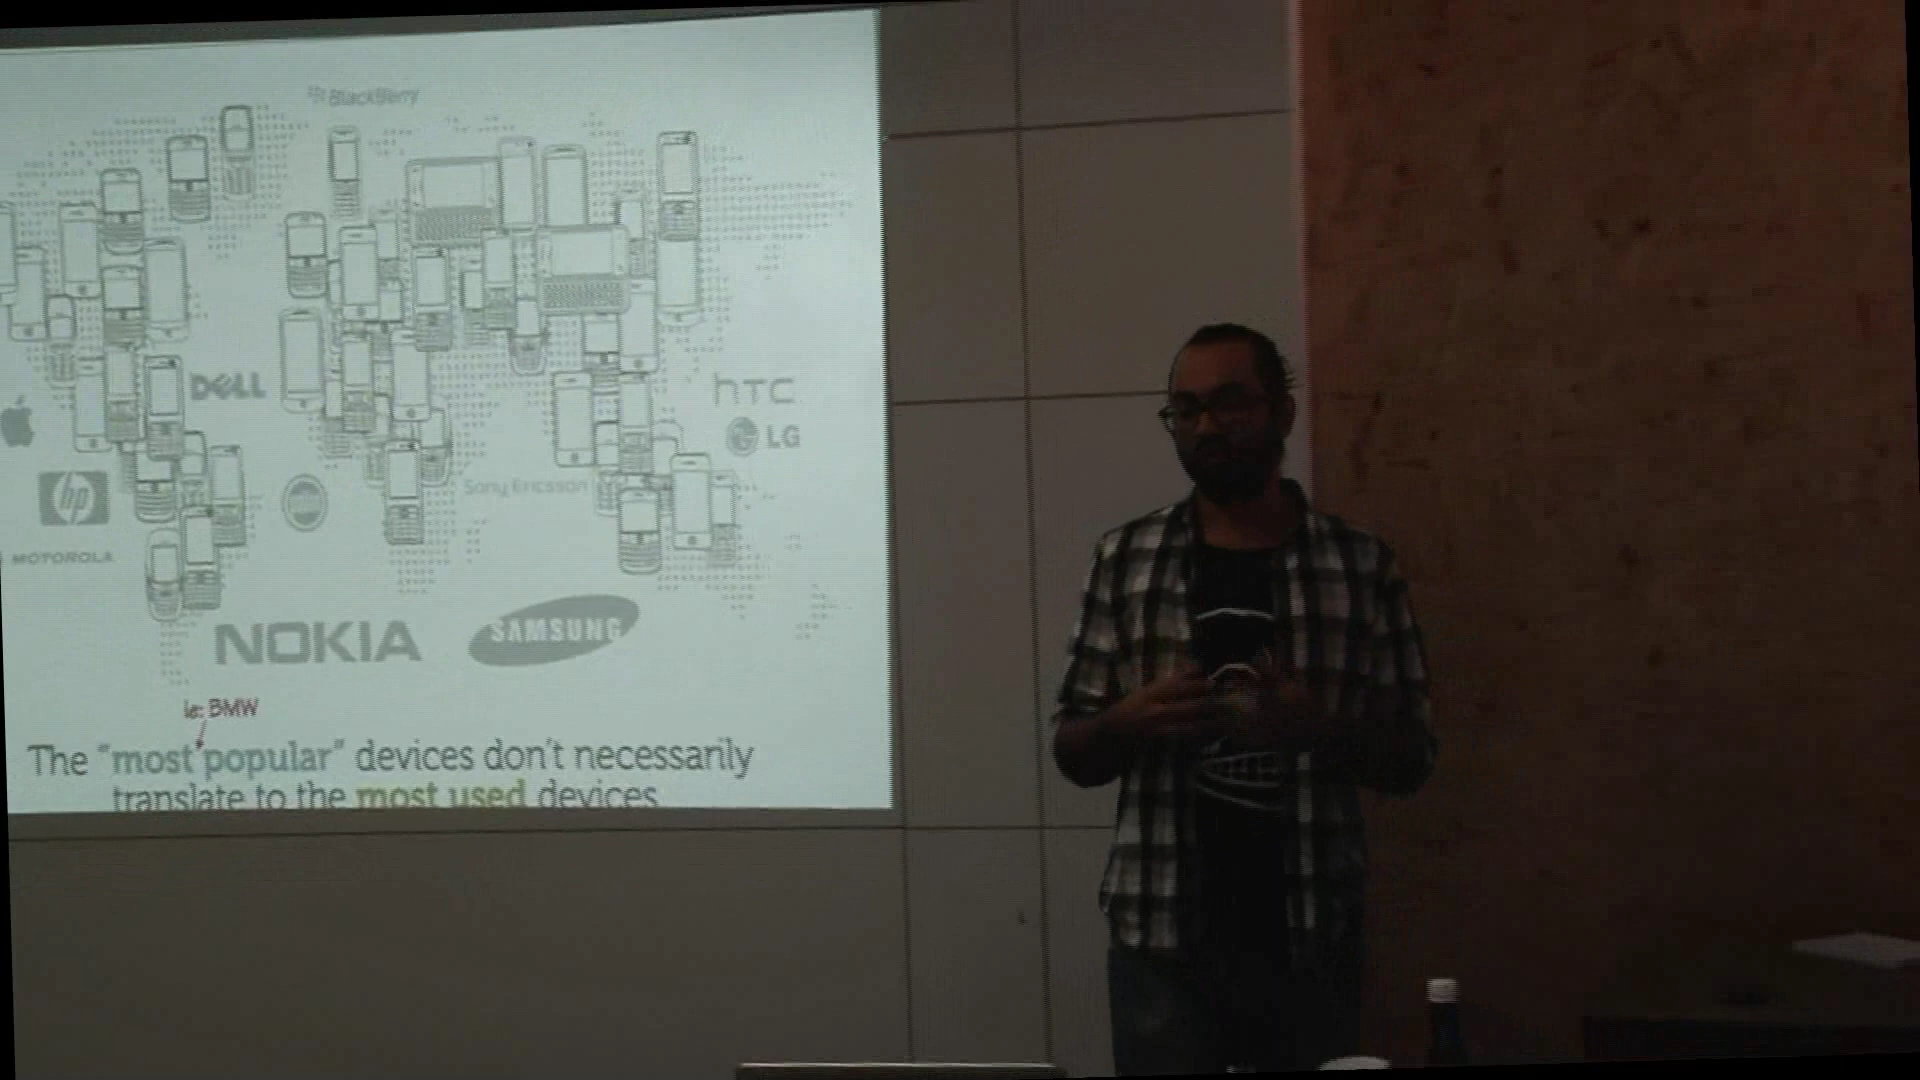 BlackBerry
DELL
hTC
LG
hp
Sony Ericsson
MOTOROLA
NOKIA
SAMSUNG
ie: BMW
The "most popular" devices don't necessarily
translate to the most used devices